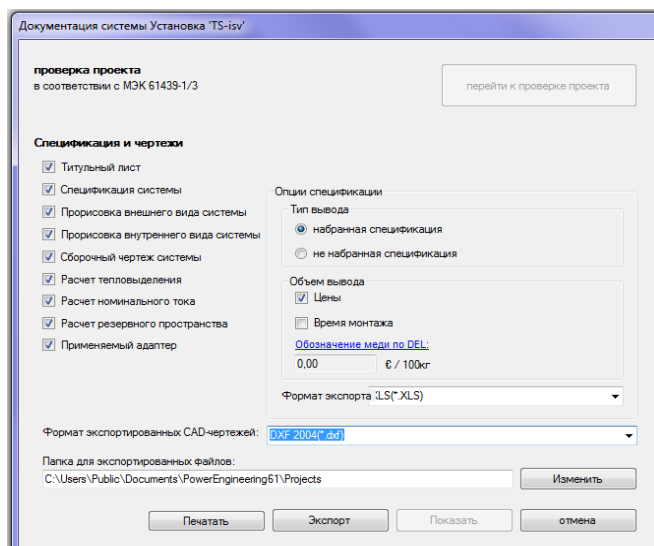 Документация системы Установка 'TS-isv'
проверка проекта
в соответствии с МЭК 61439-1/3
перейти к проверке проекта
Спецификация и чертежи
Титульный лист
Спецификация системы
Прорисовка внешнего вида системы
Прорисовка внутреннего вида системы
Сборочный чертеж системы
Расчет тепловыделения
Расчет номинального тока
Расчет резервного пространства
Применяемый адаптер
Опции спецификации
Тип вывода
набранная спецификация
не набранная спецификация
Объем вывода
Цены
Время монтажа
Обозначение меди по DEL:
0,00 € / 100кг
Формат экспорта :LS(*.XLS)
Формат экспортированных CAD-чертежей: DXF 2004(*.dxf)
Папка для экспортированных файлов:
C:\Users\Public\Documents\PowerEngineering61\Projects Изменить
Печатать Экспорт Показать отмена